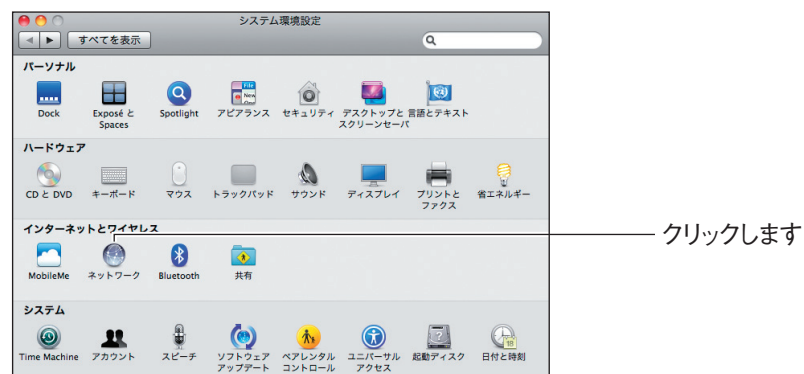 システム環境設定
すべてを表示
パーソナル
Dock
Exposé と
Spaces
Spotlight
File
New
アピアランス
セキュリティ
デスクトップと
スクリーンセーバ
言語とテキスト
ハードウェア
CD と DVD
キーボード
マウス
トラックパッド
サウンド
ディスプレイ
プリントと
ファクス
省エネルギー
インターネットとワイヤレス
MobileMe
ネットワーク
Bluetooth
共有
クリックします
システム
Time Machine
アカウント
スピーチ
ソフトウェア
アップデート
ペアレンタル
コントロール
ユニバーサル
アクセス
?
起動ディスク
18
日付と時刻